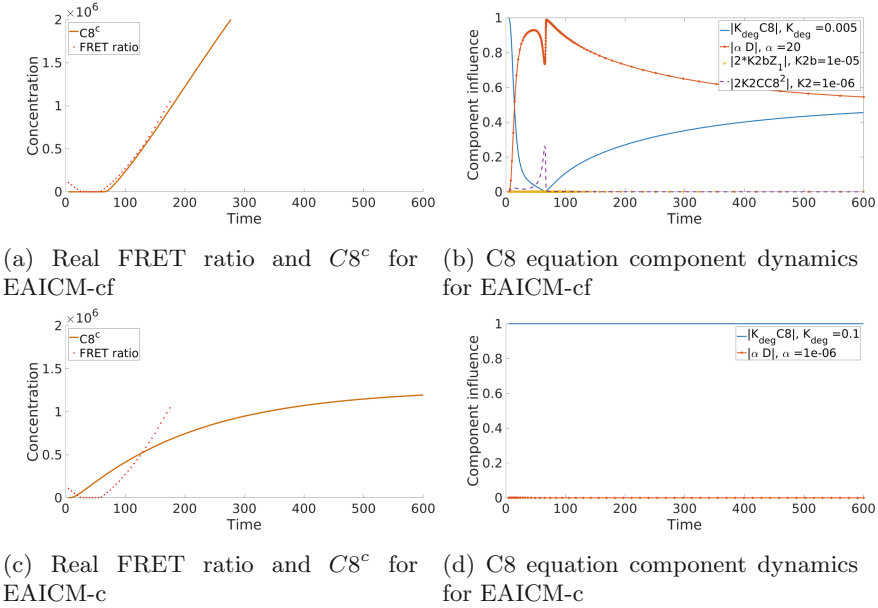 ×10^6
2
1.5
1
0.5
0
Concentration
C8^c
FRET ratio
0 100 200 300 400 500 600
Time
1
0.8
0.6
0.4
0.2
0
Component influence
|K_deg C8|, K_deg =0.005
|α D|, α =20
|2*K2bZ_1|, K2b=1e-05
|2K2CC8^2|, K2=1e-06
0 100 200 300 400 500 600
Time
(a) Real FRET ratio and C8^c for
EAICM-cf
(b) C8 equation component dynamics
for EAICM-cf
×10^6
2
1.5
1
0.5
0
Concentration
C8^c
FRET ratio
0 100 200 300 400 500 600
Time
1
0.8
0.6
0.4
0.2
0
Component influence
|K_deg C8|, K_deg =0.1
|α D|, α =1e-06
0 100 200 300 400 500 600
Time
(c) Real FRET ratio and C8^c for
EAICM-c
(d) C8 equation component dynamics
for EAICM-c